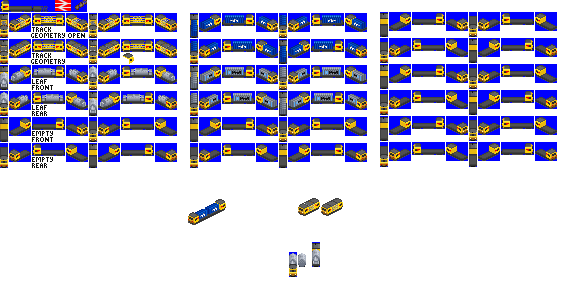 TRACK
GEOMETRY OPEN
TRACK
GEOMETRY
LEAF
FRONT
LEAF
REAR
EMPTY
FRONT
EMPTY
REAR